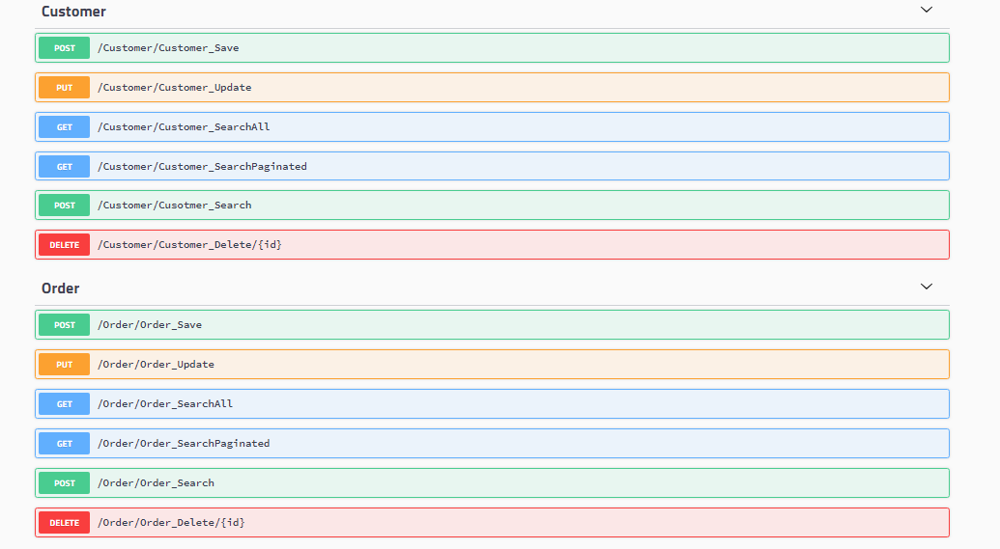 Customer
POST /Customer/Customer_Save
PUT /Customer/Customer_Update
GET /Customer/Customer_SearchAll
GET /Customer/Customer_SearchPaginated
POST /Customer/Cusotmer_Search
DELETE /Customer/Customer_Delete/{id}
Order
POST /Order/Order_Save
PUT /Order/Order_Update
GET /Order/Order_SearchAll
GET /Order/Order_SearchPaginated
POST /Order/Order_Search
DELETE /Order/Order_Delete/{id}